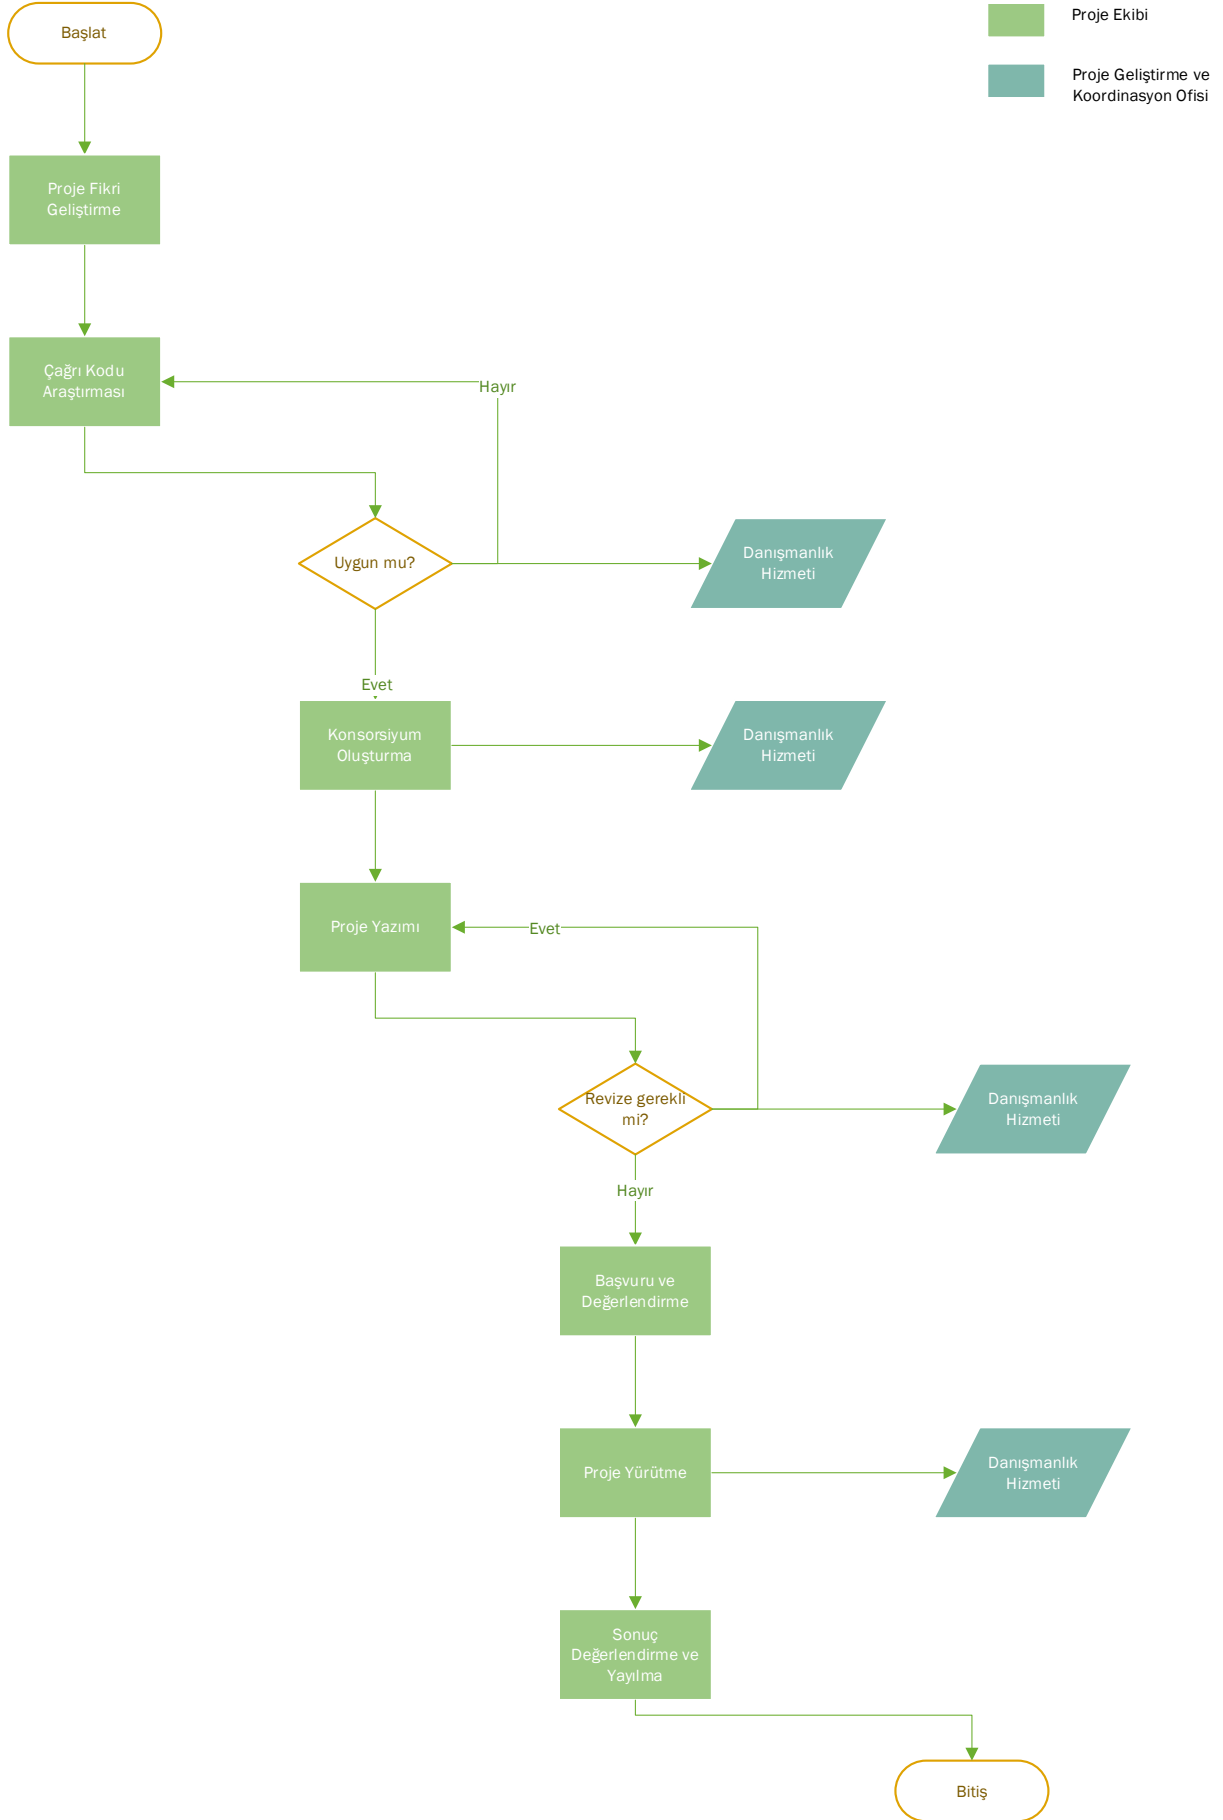 Başlat
Proje Ekibi
Proje Geliştirme ve
Koordinasyon Ofisi
Proje Fikri
Geliştirme
Çağrı Kodu
Araştırması
Hayır
Uygun mu?
Danışmanlık
Hizmeti
Evet
Konsorsiyum
Oluşturma
Danışmanlık
Hizmeti
Proje Yazımı
Evet
Revize gerekli
mi?
Danışmanlık
Hizmeti
Hayır
Başvuru ve
Değerlendirme
Proje Yürütme
Danışmanlık
Hizmeti
Sonuç
Değerlendirme ve
Yayılma
Bitiş